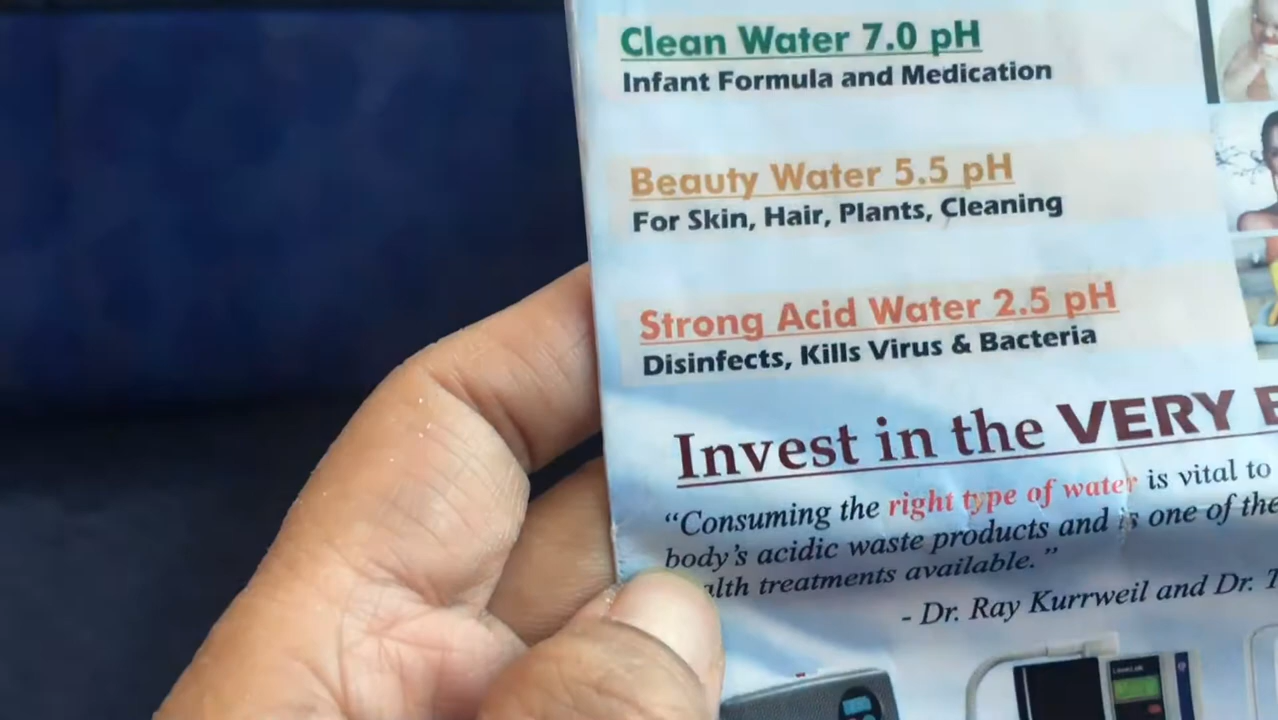 Clean Water 7.0 pH
Infant Formula and Medication
Beauty Water 5.5 pH
For Skin, Hair, Plants, Cleaning
Strong Acid Water 2.5 pH
Disinfects, Kills Virus & Bacteria
Invest in the VERY
“Consuming the right type of water is vital to
body’s acidic waste products and is one of the
treatments available.”
- Dr. Ray Kurrweil and Dr.